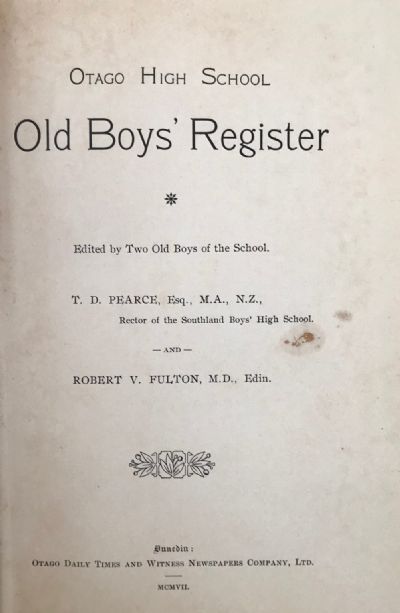 OTAGO HIGH SCHOOL
Old Boys' Register
Edited by Two Old Boys of the School.
T. D. PEARCE, Esq., M.A., N.Z.,
Rector of the Southland Boys' High School.
— AND —
ROBERT V. FULTON, M.D., Edin.
Dunedin:
OTAGO DAILY TIMES AND WITNESS NEWSPAPERS COMPANY, LTD.
MCMVII.